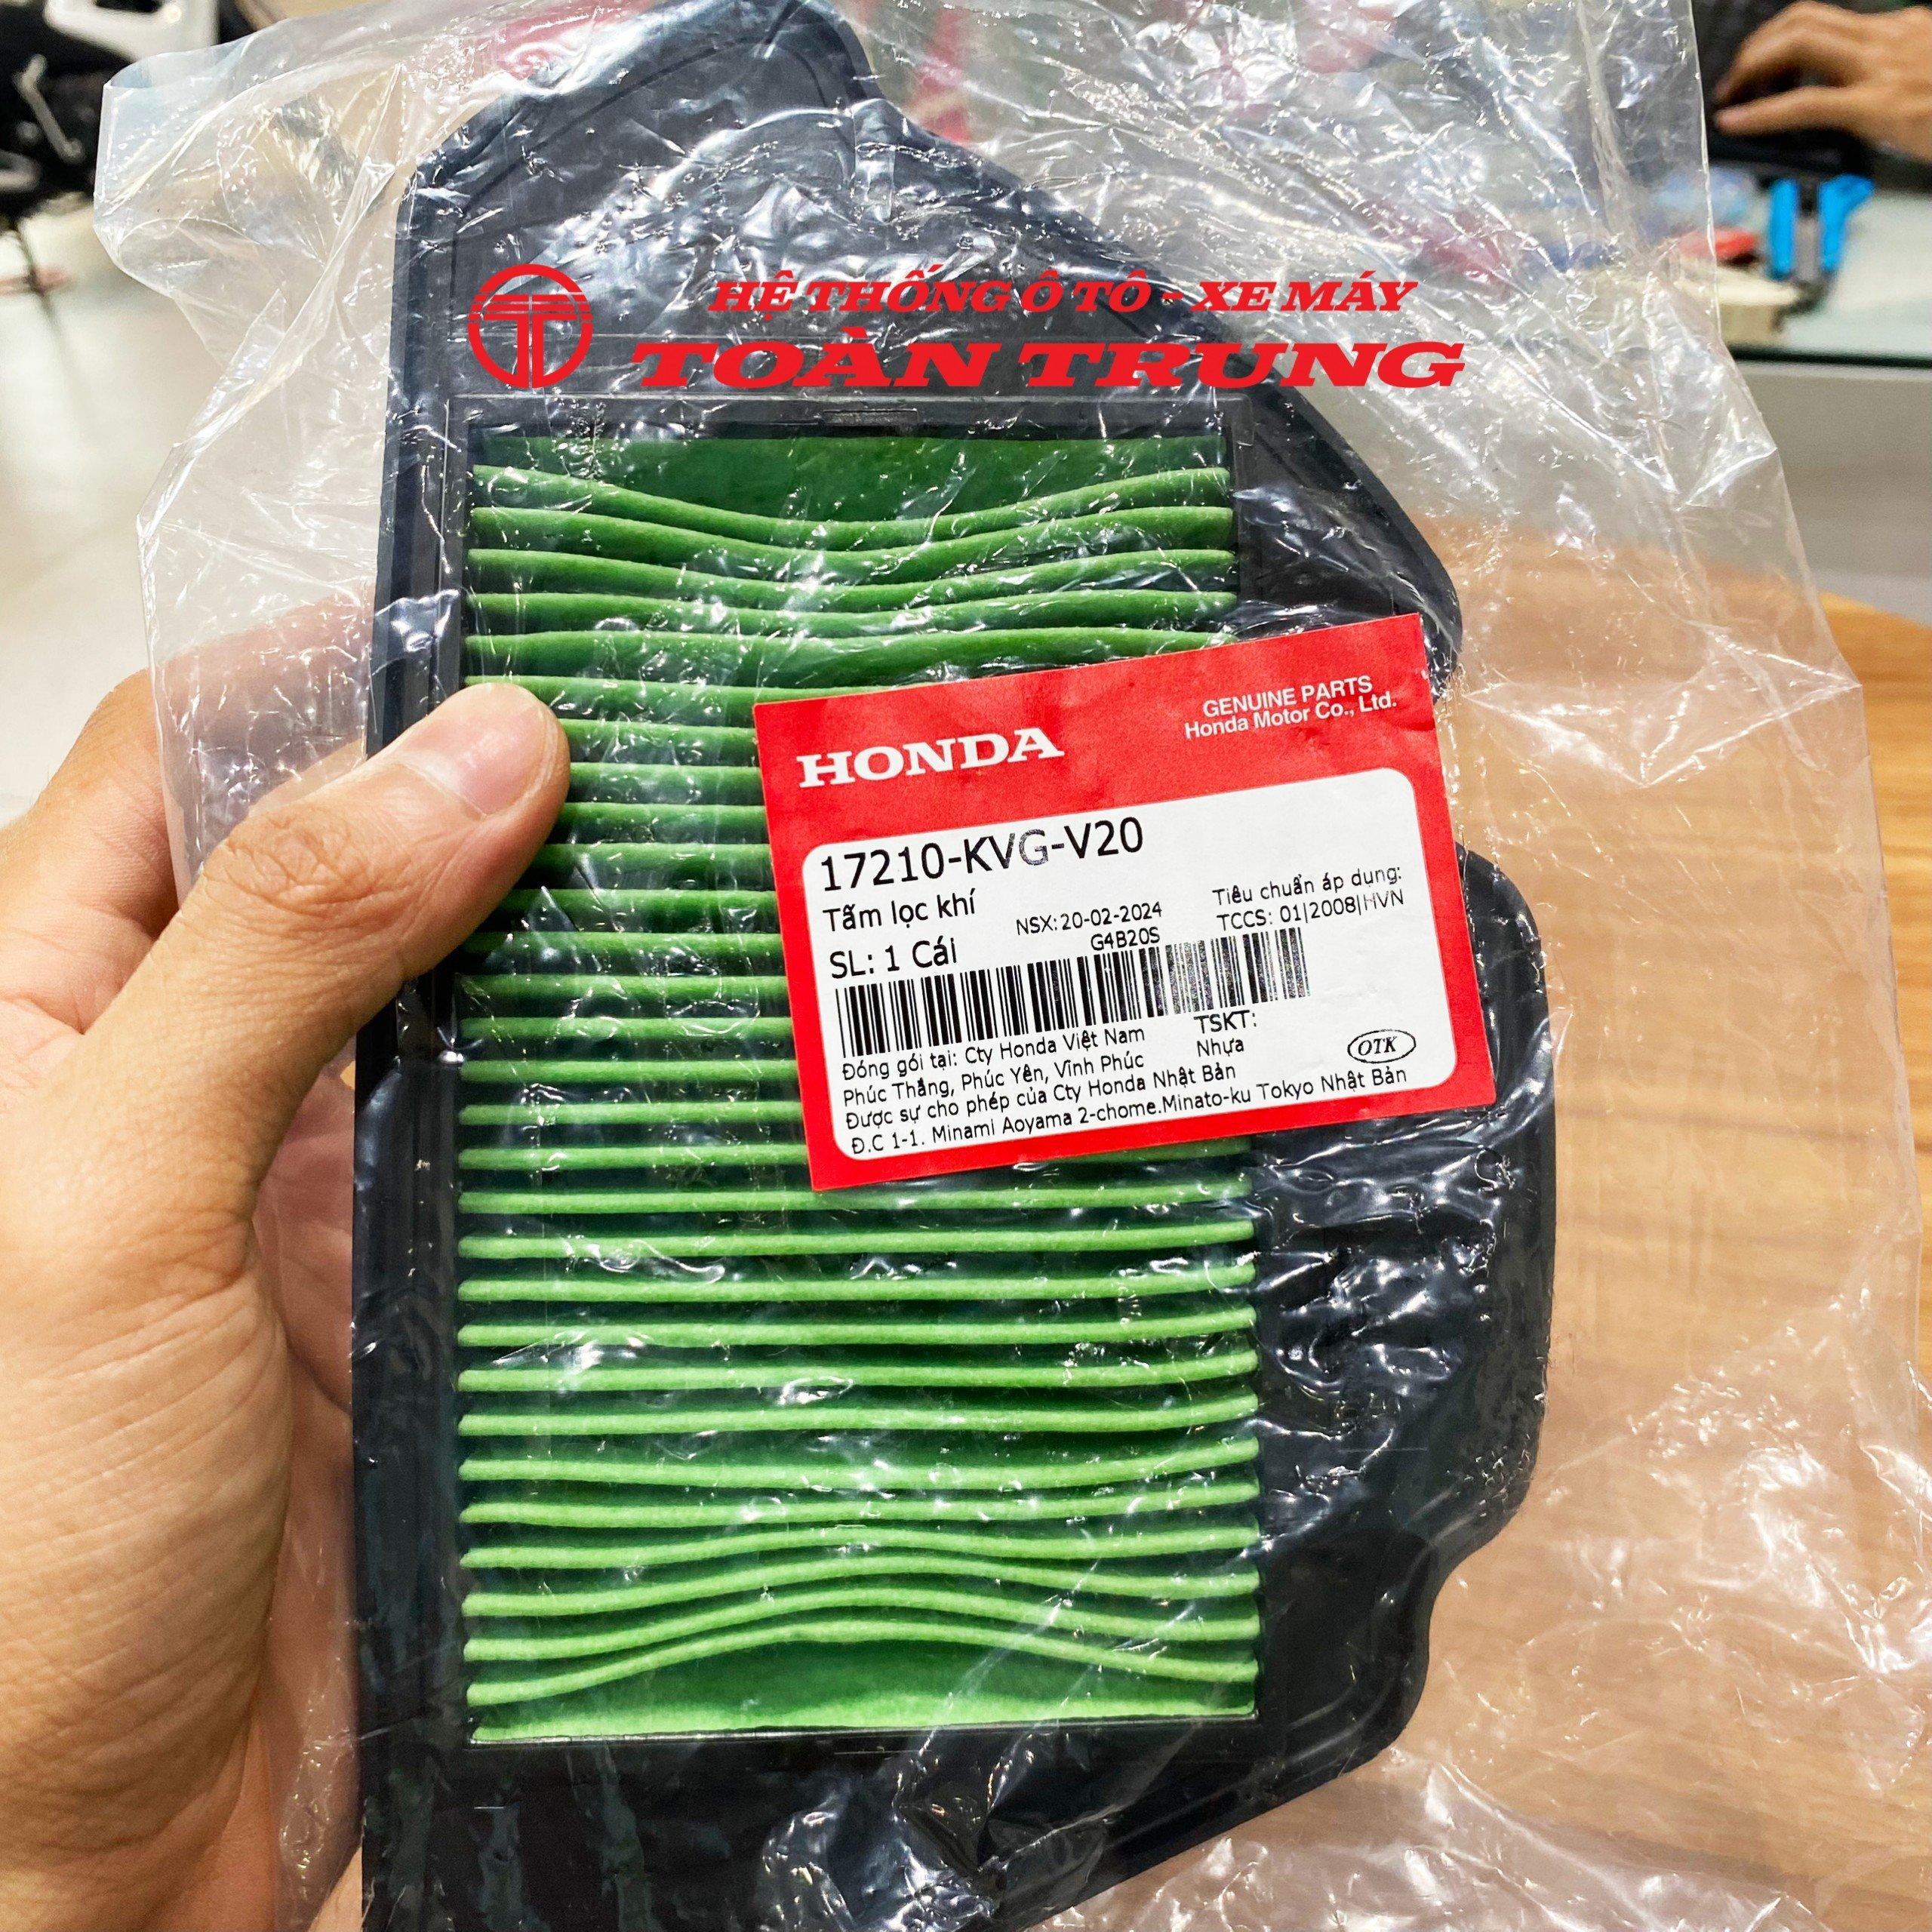 HỆ THỐNG Ô TÔ - XE MÁY
TOÀN TRUNG
HONDA
GENUINE PARTS
Honda Motor Co., Ltd.
17210-KVG-V20
Tấm lọc khí
NSX: 20-02-2024
Tiêu chuẩn áp dụng:
SL: 1 Cái
G4B20S
TCCS: 01|2008|HVN
Đóng gói tại: Cty Honda Việt Nam
TSKT:
Phúc Thắng, Phúc Yên, Vĩnh Phúc
Nhựa
OTK
Được sự cho phép của Cty Honda Nhật Bản
Đ.C 1-1. Minami Aoyama 2-chome.Minato-ku Tokyo Nhật Bản